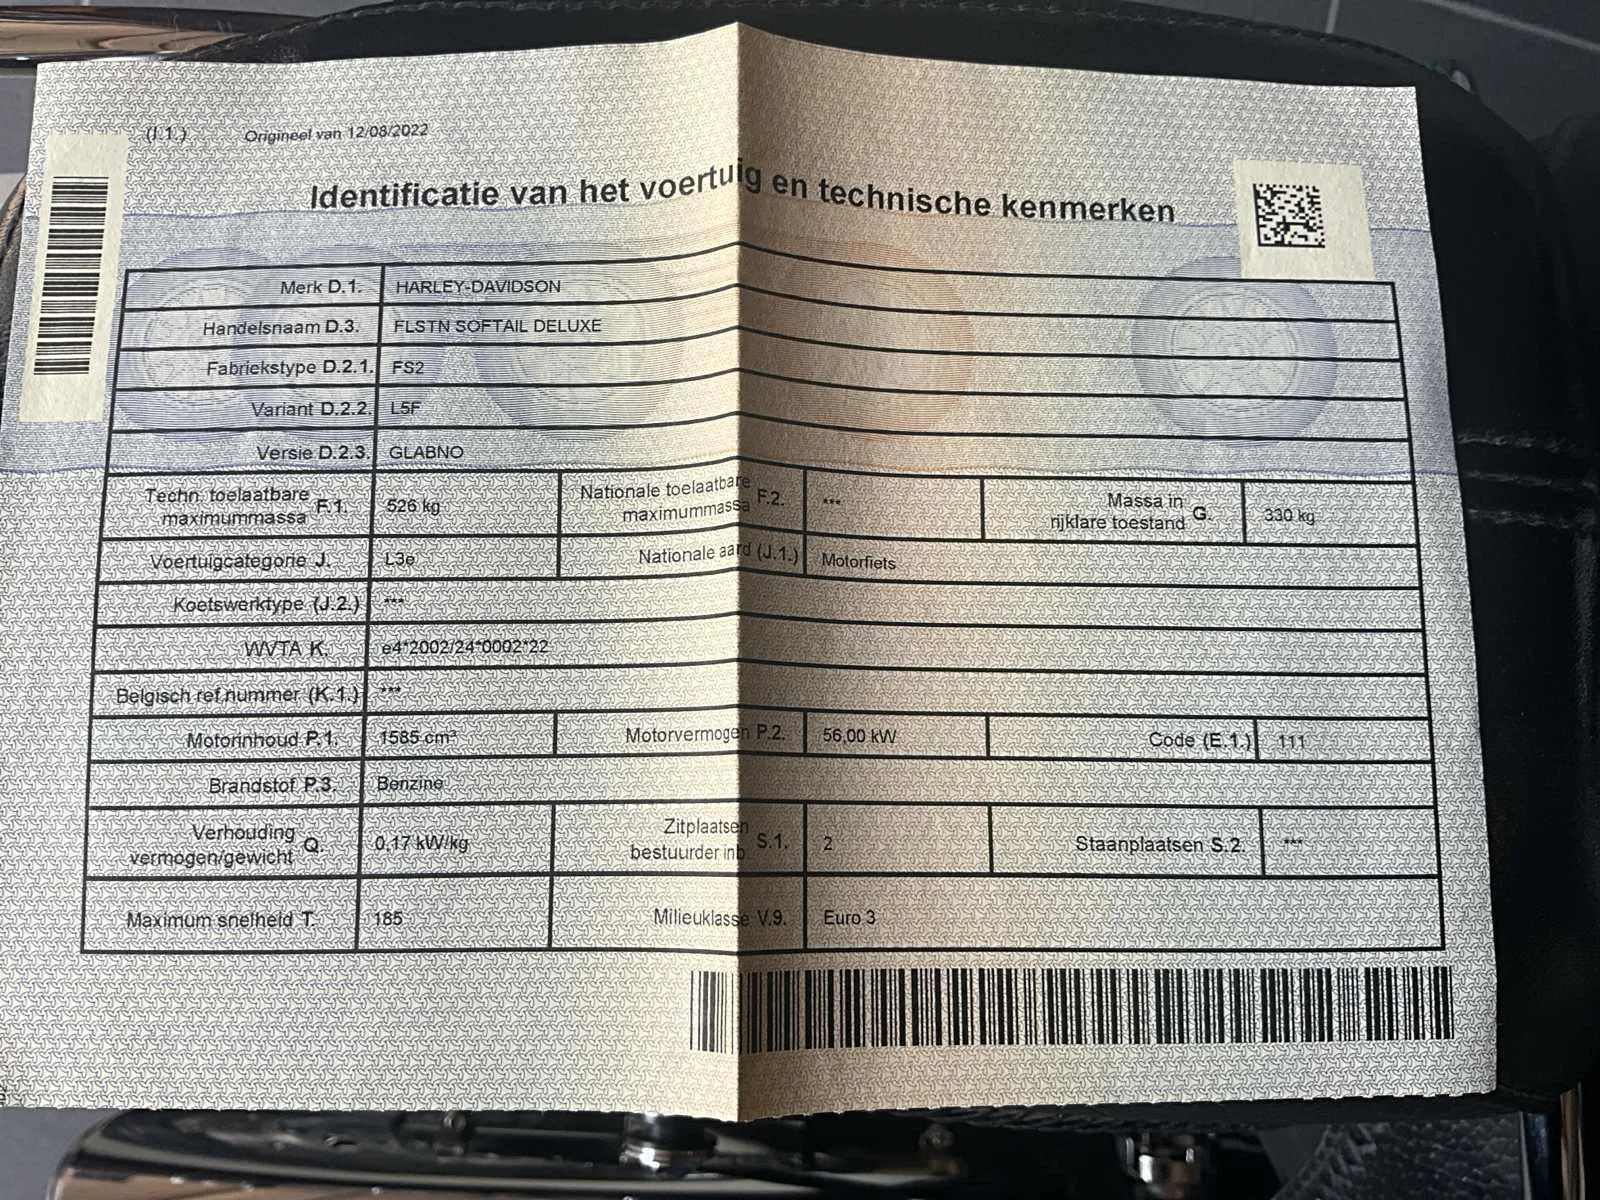 (I.1.) Origineel van 12/08/2022
Identificatie van het voertuig en technische kenmerken
Merk D.1. HARLEY-DAVIDSON
Handelsnaam D.3. FLSTN SOFTAIL DELUXE
Fabriekstype D.2.1. FS2
Variant D.2.2. L5F
Versie D.2.3. GLABNO
Techn. toelaatbare maximummassa F.1. 526 kg Nationale toelaatbare maximummassa F.2. *** Massa in rijklare toestand G. 330 kg
Voertuigcategorie J. L3e Nationale aard (J.1.) Motorfiets
Koetswerktype (J.2.) ***
WVTA K. e4*2002/24*0002*22
Belgisch ref.nummer (K.1.) ***
Motorinhoud P.1. 1585 cm³ Motorvermogen P.2. 56,00 kW Code (E.1.) 111
Brandstof P.3. Benzine
Verhouding vermogen/gewicht Q. 0,17 kW/kg Zitplaatsen bestuurder inb. S.1. 2 Staanplaatsen S.2. ***
Maximum snelheid T. 185 Milieuklasse V.9. Euro 3